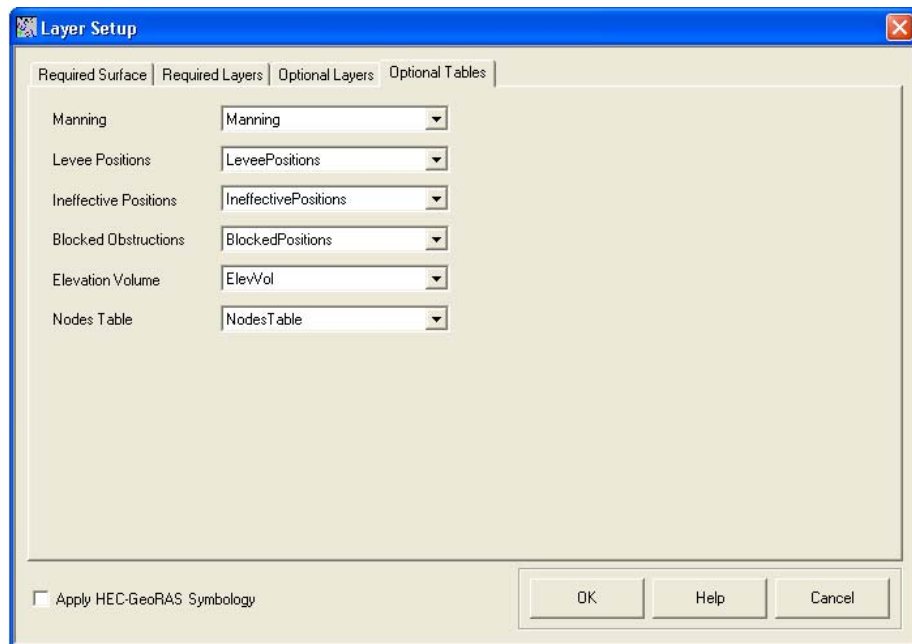 Layer Setup
Required Surface Required Layers Optional Layers Optional Tables
Manning Manning
Levee Positions LeveePositions
Ineffective Positions IneffectivePositions
Blocked Obstructions BlockedPositions
Elevation Volume ElevVol
Nodes Table NodesTable
Apply HEC-GeoRAS Symbology OK Help Cancel